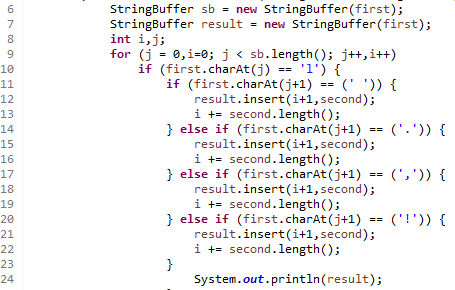 6 StringBuffer sb = new StringBuffer(first);
7 StringBuffer result = new StringBuffer(first);
8 int i,j;
9 for (j = 0,i=0; j < sb.length(); j++,i++)
10 if (first.charAt(j) == 'l') {
11 if (first.charAt(j+1) == (' ')) {
12 result.insert(i+1,second);
13 i += second.length();
14 } else if (first.charAt(j+1) == ('.')) {
15 result.insert(i+1,second);
16 i += second.length();
17 } else if (first.charAt(j+1) == (',')) {
18 result.insert(i+1,second);
19 i += second.length();
20 } else if (first.charAt(j+1) == ('!')) {
21 result.insert(i+1,second);
22 i += second.length();
23 }
24 System.out.println(result);